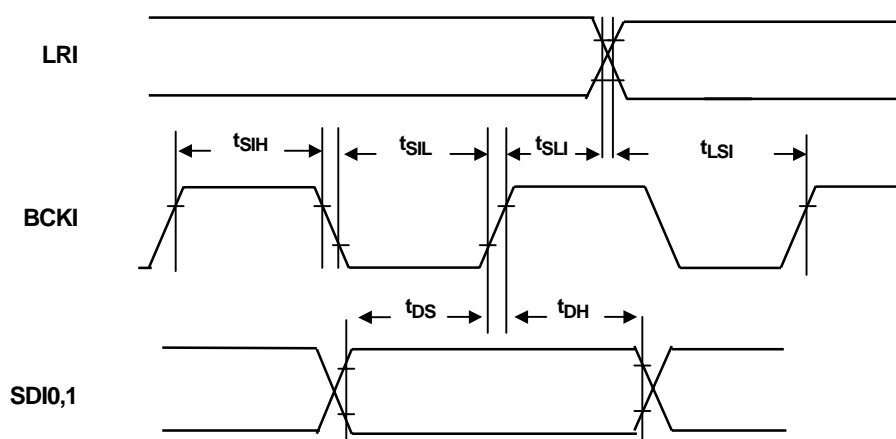 LRI
tSIH tSIL tSLI tLSI
BCKI
tDS tDH
SDI0,1